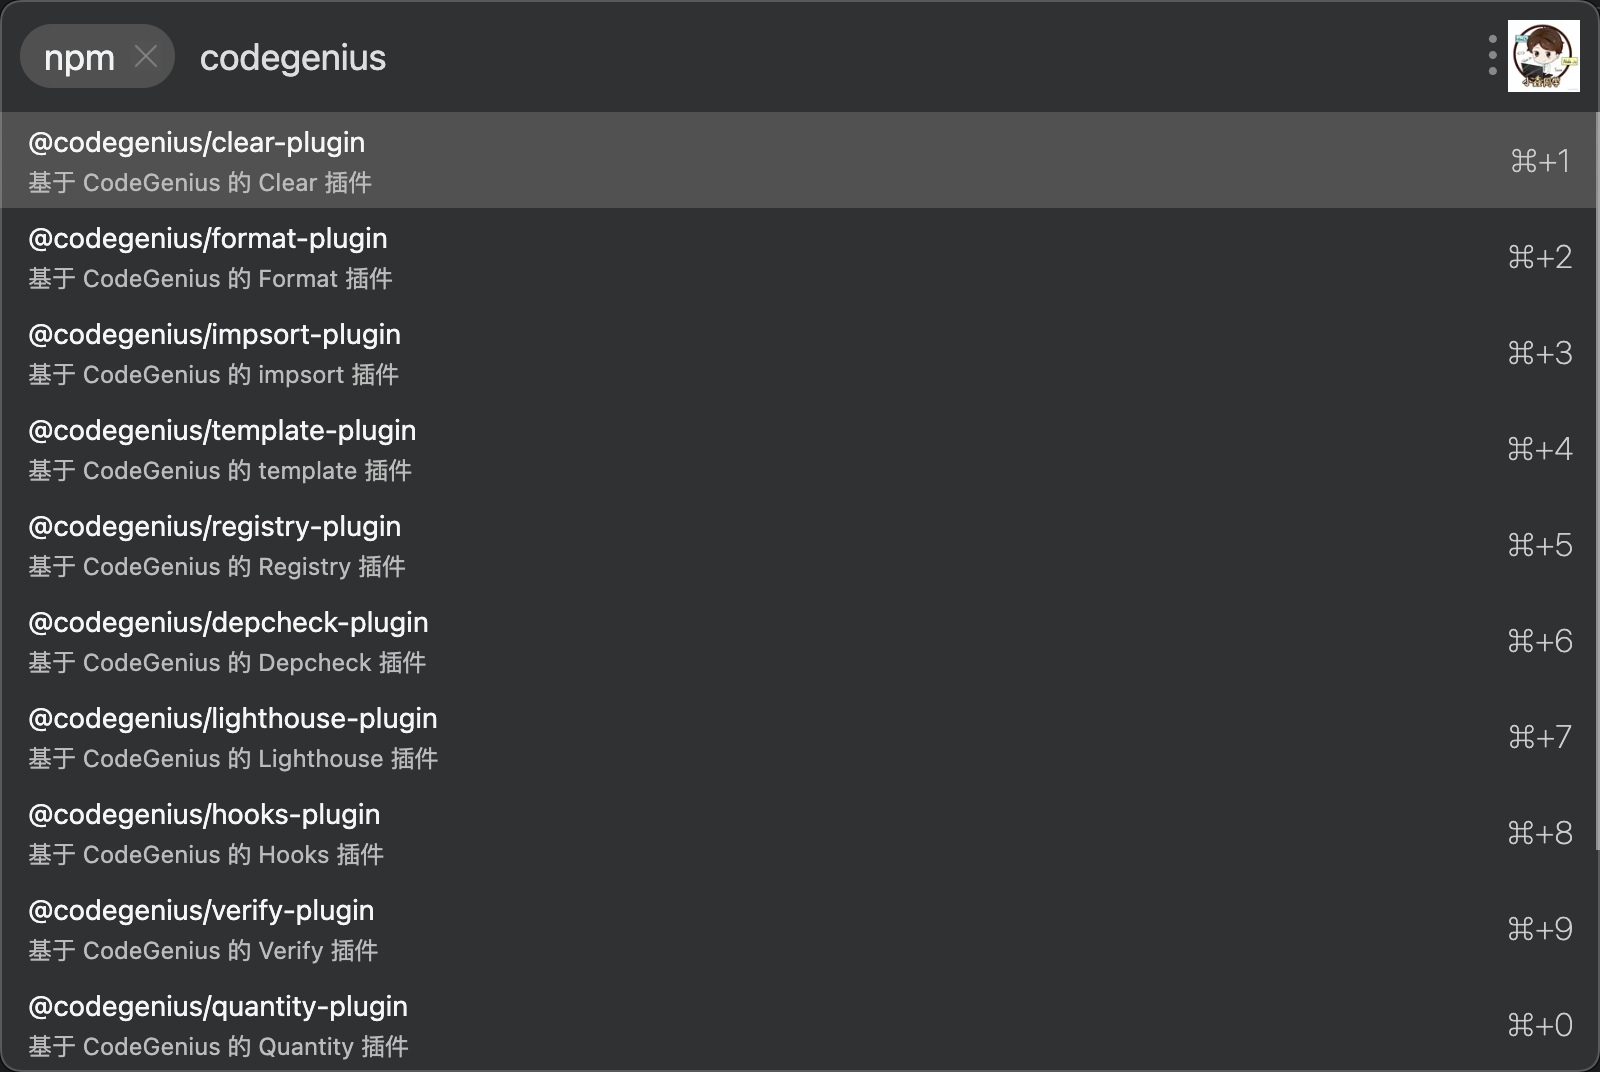 npm codegenius
@codegenius/clear-plugin
基于 CodeGenius 的 Clear 插件
⌘+1
@codegenius/format-plugin
基于 CodeGenius 的 Format 插件
⌘+2
@codegenius/impsort-plugin
基于 CodeGenius 的 impsort 插件
⌘+3
@codegenius/template-plugin
基于 CodeGenius 的 template 插件
⌘+4
@codegenius/registry-plugin
基于 CodeGenius 的 Registry 插件
⌘+5
@codegenius/depcheck-plugin
基于 CodeGenius 的 Depcheck 插件
⌘+6
@codegenius/lighthouse-plugin
基于 CodeGenius 的 Lighthouse 插件
⌘+7
@codegenius/hooks-plugin
基于 CodeGenius 的 Hooks 插件
⌘+8
@codegenius/verify-plugin
基于 CodeGenius 的 Verify 插件
⌘+9
@codegenius/quantity-plugin
基于 CodeGenius 的 Quantity 插件
⌘+0